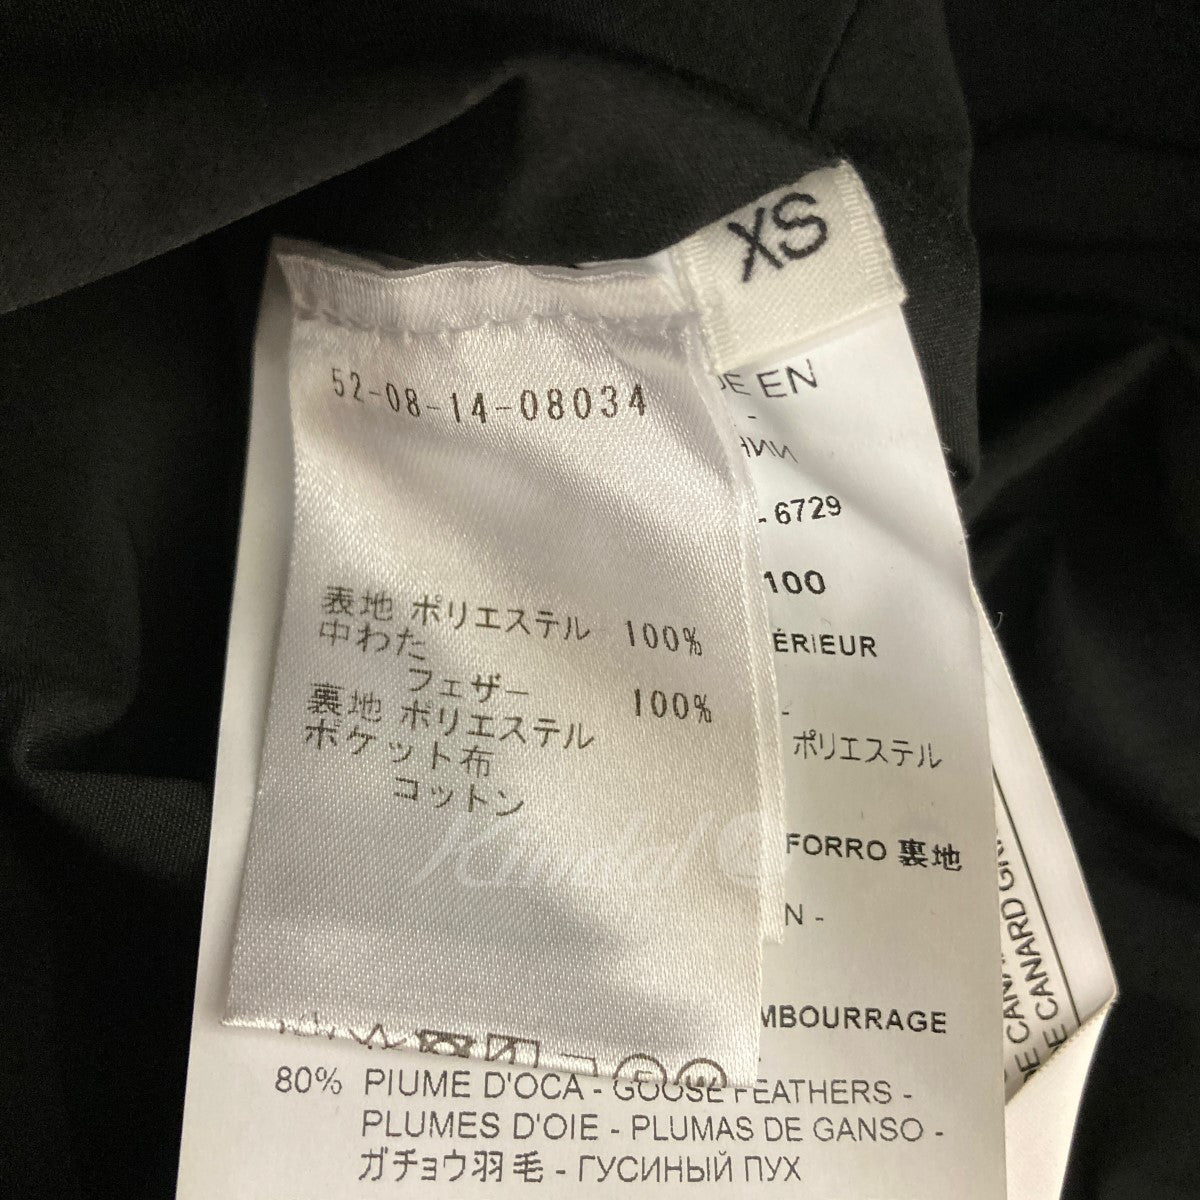 XS
52-08-14-08034
表地 ポリエステル 100%
中わた
フェザー 100%
裏地 ポリエステル
ポケット布
コットン
EN
- 6729
100
ÉRIEUR
-
ポリエステル
FORRO 裏地
N -
MBOURRAGE
80% PIUME D'OCA - GOOSE FEATHERS -
PLUMES D'OIE - PLUMAS DE GANSO -
ガチョウ羽毛 - ГУСИНЫЙ ПУХ
DE CANARD